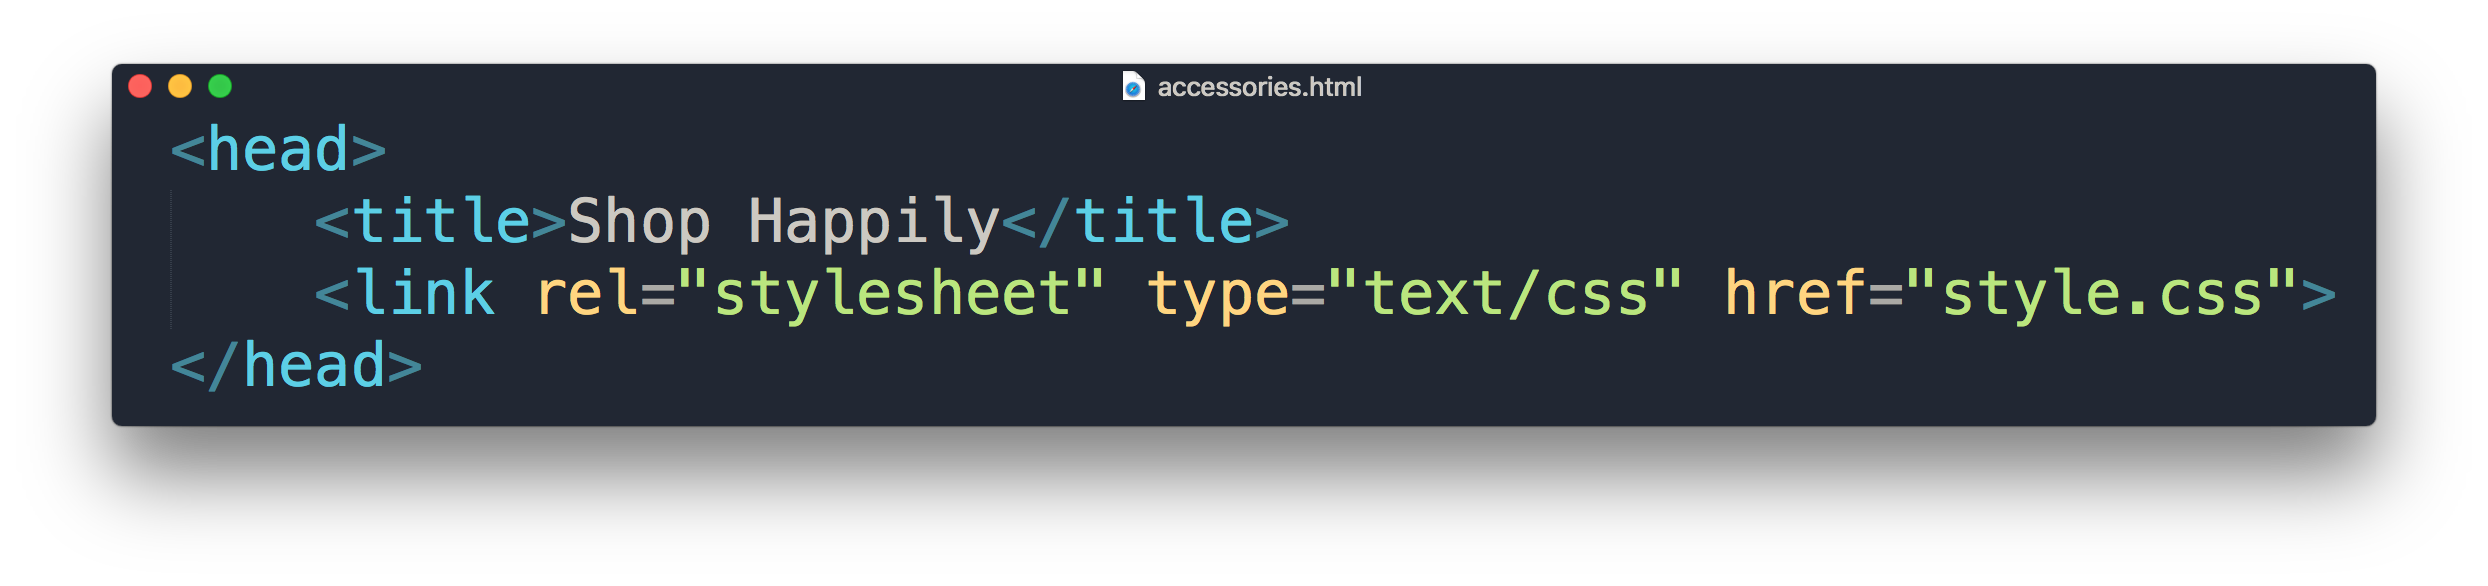 accessories.html
<head>
<title>Shop Happily</title>
<link rel="stylesheet" type="text/css" href="style.css">
</head>